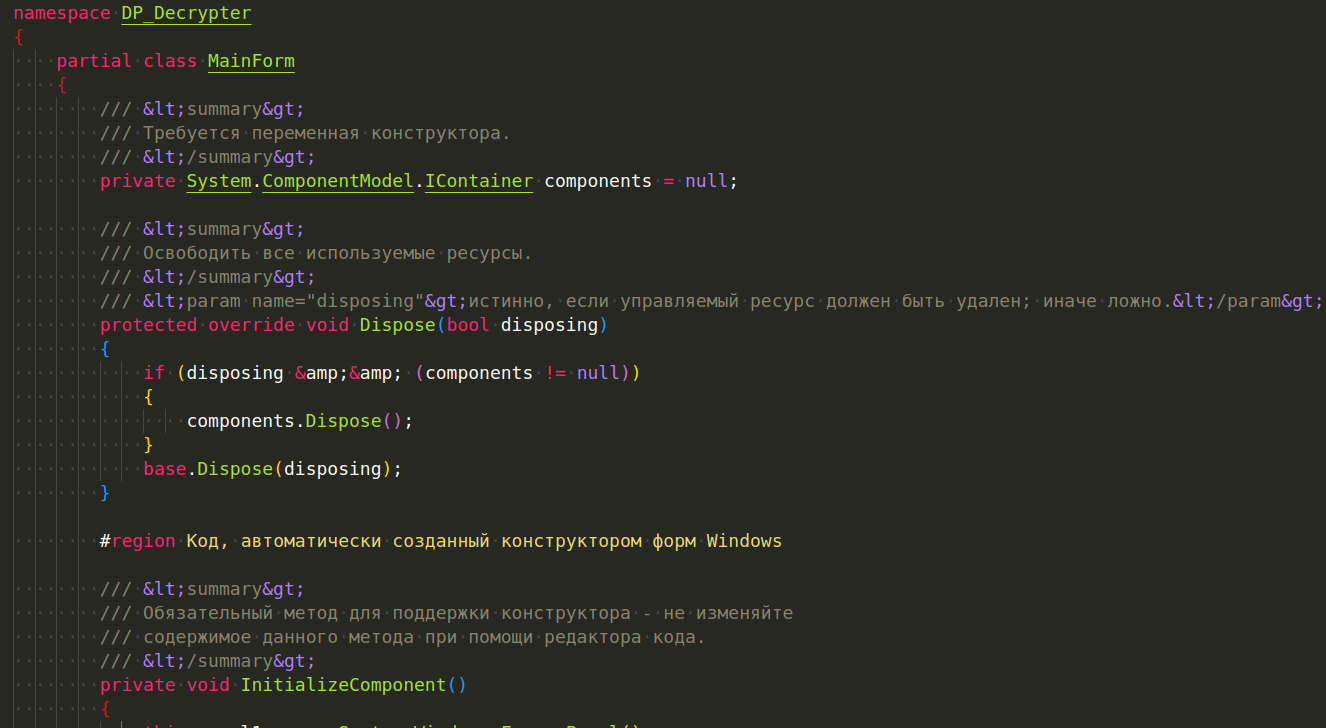 namespace DP_Decrypter
{
partial class MainForm
{
/// &lt;summary&gt;
/// Требуется переменная конструктора.
/// &lt;/summary&gt;
private System.ComponentModel.IContainer components = null;
/// &lt;summary&gt;
/// Освободить все используемые ресурсы.
/// &lt;/summary&gt;
/// &lt;param name="disposing"&gt;истинно, если управляемый ресурс должен быть удален; иначе ложно.&lt;/param&gt;
protected override void Dispose(bool disposing)
{
if (disposing &amp;&amp; (components != null))
{
components.Dispose();
}
base.Dispose(disposing);
}
#region Код, автоматически созданный конструктором форм Windows
/// &lt;summary&gt;
/// Обязательный метод для поддержки конструктора - не изменяйте
/// содержимое данного метода при помощи редактора кода.
/// &lt;/summary&gt;
private void InitializeComponent()
{